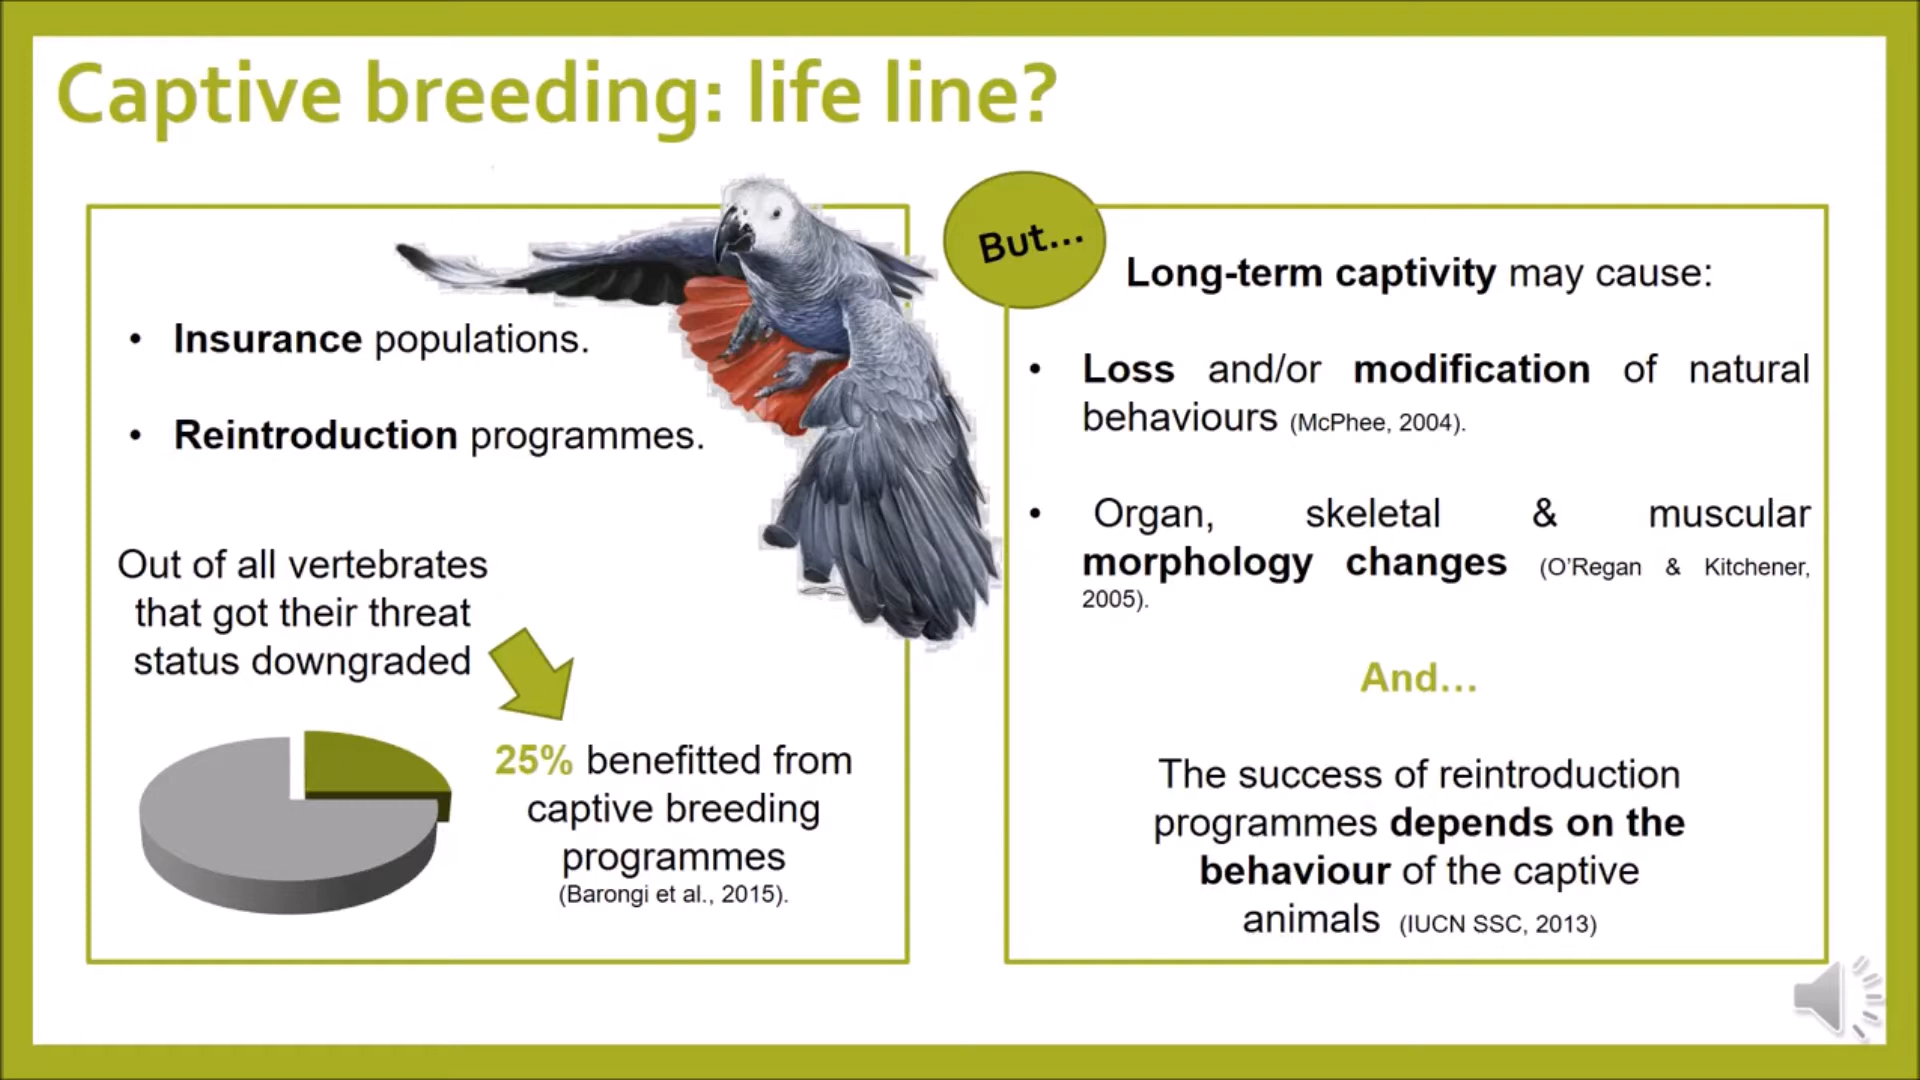 Captive breeding: life line?
• Insurance populations.
• Reintroduction programmes.
Out of all vertebrates
that got their threat
status downgraded
25% benefitted from
captive breeding
programmes
(Barongi et al., 2015).
But...
Long-term captivity may cause:
• Loss and/or modification of natural
behaviours (McPhee, 2004).
• Organ, skeletal & muscular
morphology changes (O'Regan & Kitchener,
2005).
And...
The success of reintroduction
programmes depends on the
behaviour of the captive
animals (IUCN SSC, 2013)